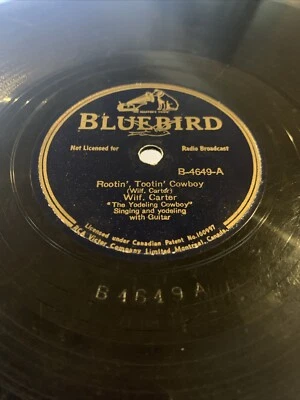 BLUEBIRD
Not Licensed for Radio Broadcast
B-4649-A
Rootin', Tootin' Cowboy
(Wilf. Carter)
Wilf. Carter
"The Yodeling Cowboy"
Singing and yodeling
with Guitar
Licensed under Canadian Patent No. 160997
RCA Victor Company Limited, Montreal, Canada
B4649A